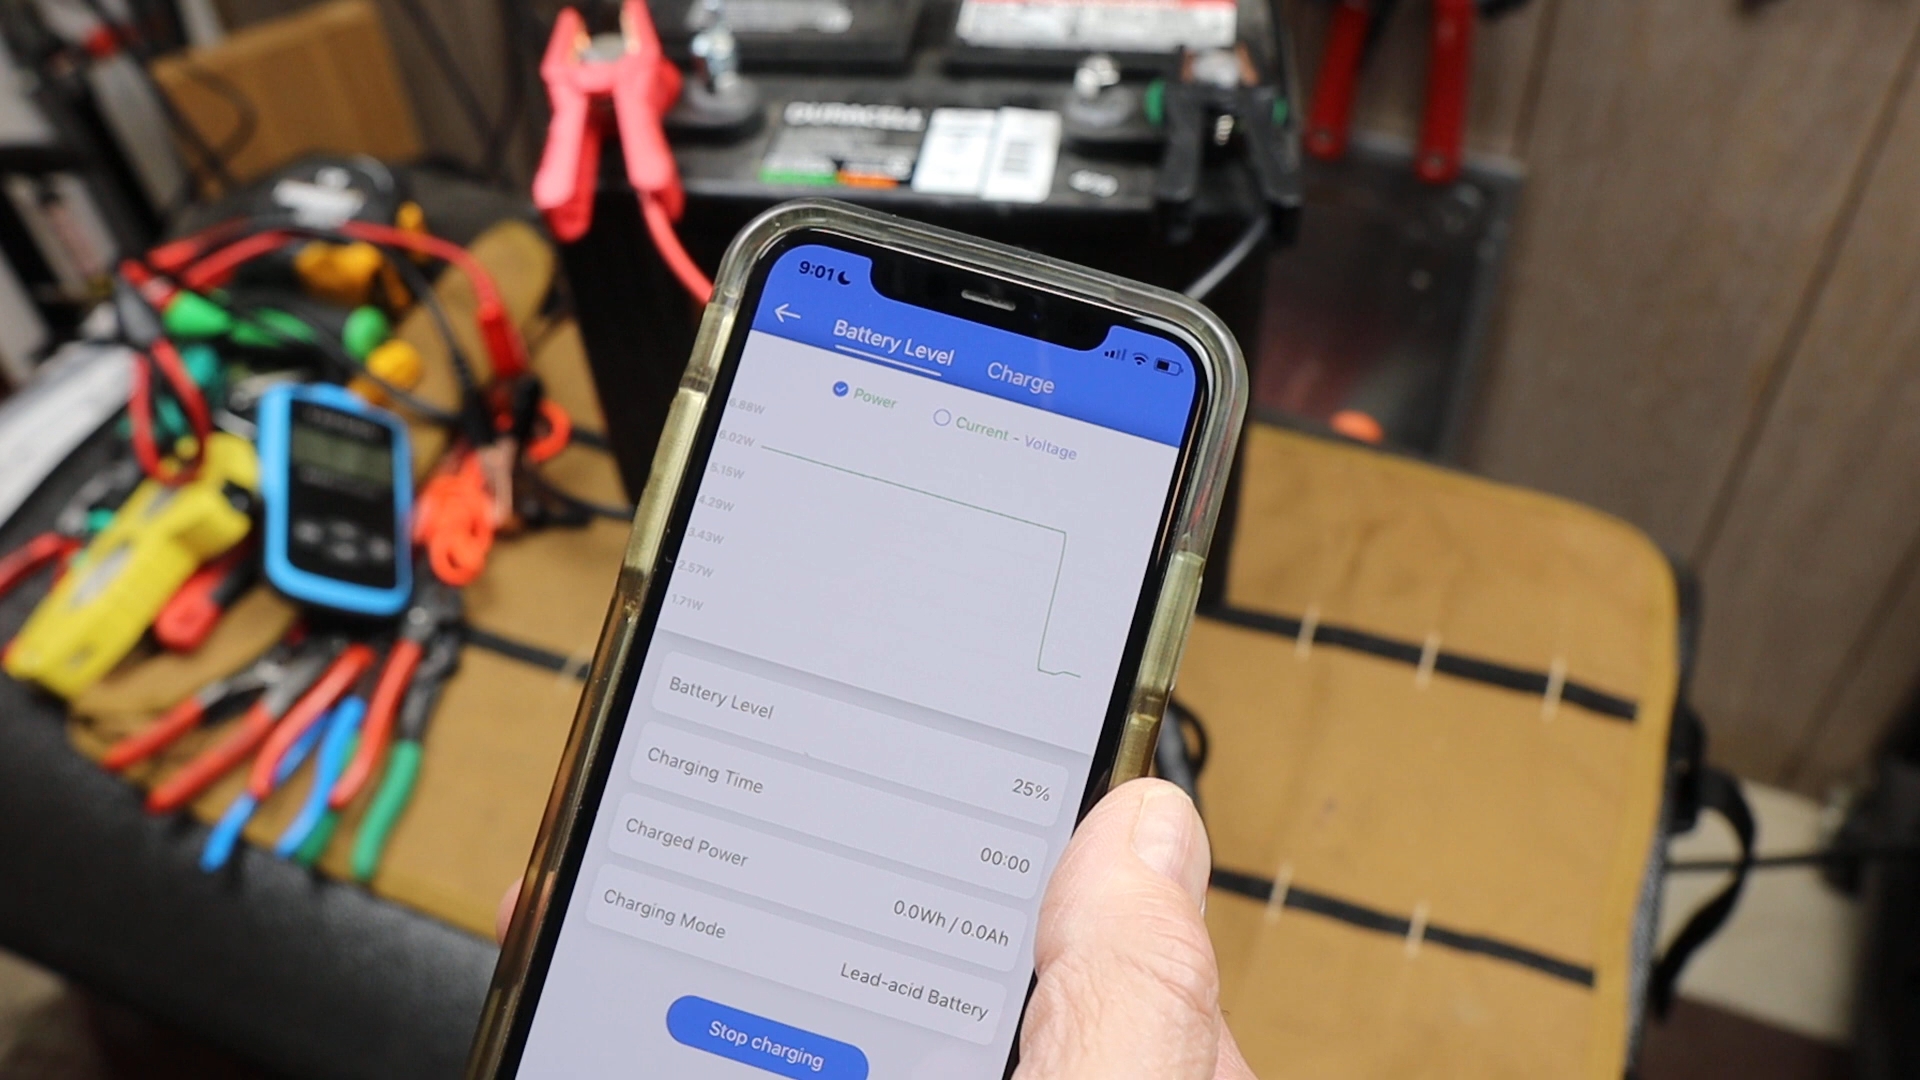 DURACELL
9:01
Battery Level Charge
Power Current - Voltage
6.88W
6.02W
5.15W
4.29W
3.43W
2.57W
1.71W
Battery Level 25%
Charging Time 00:00
Charged Power 0.0Wh / 0.0Ah
Charging Mode Lead-acid Battery
Stop charging